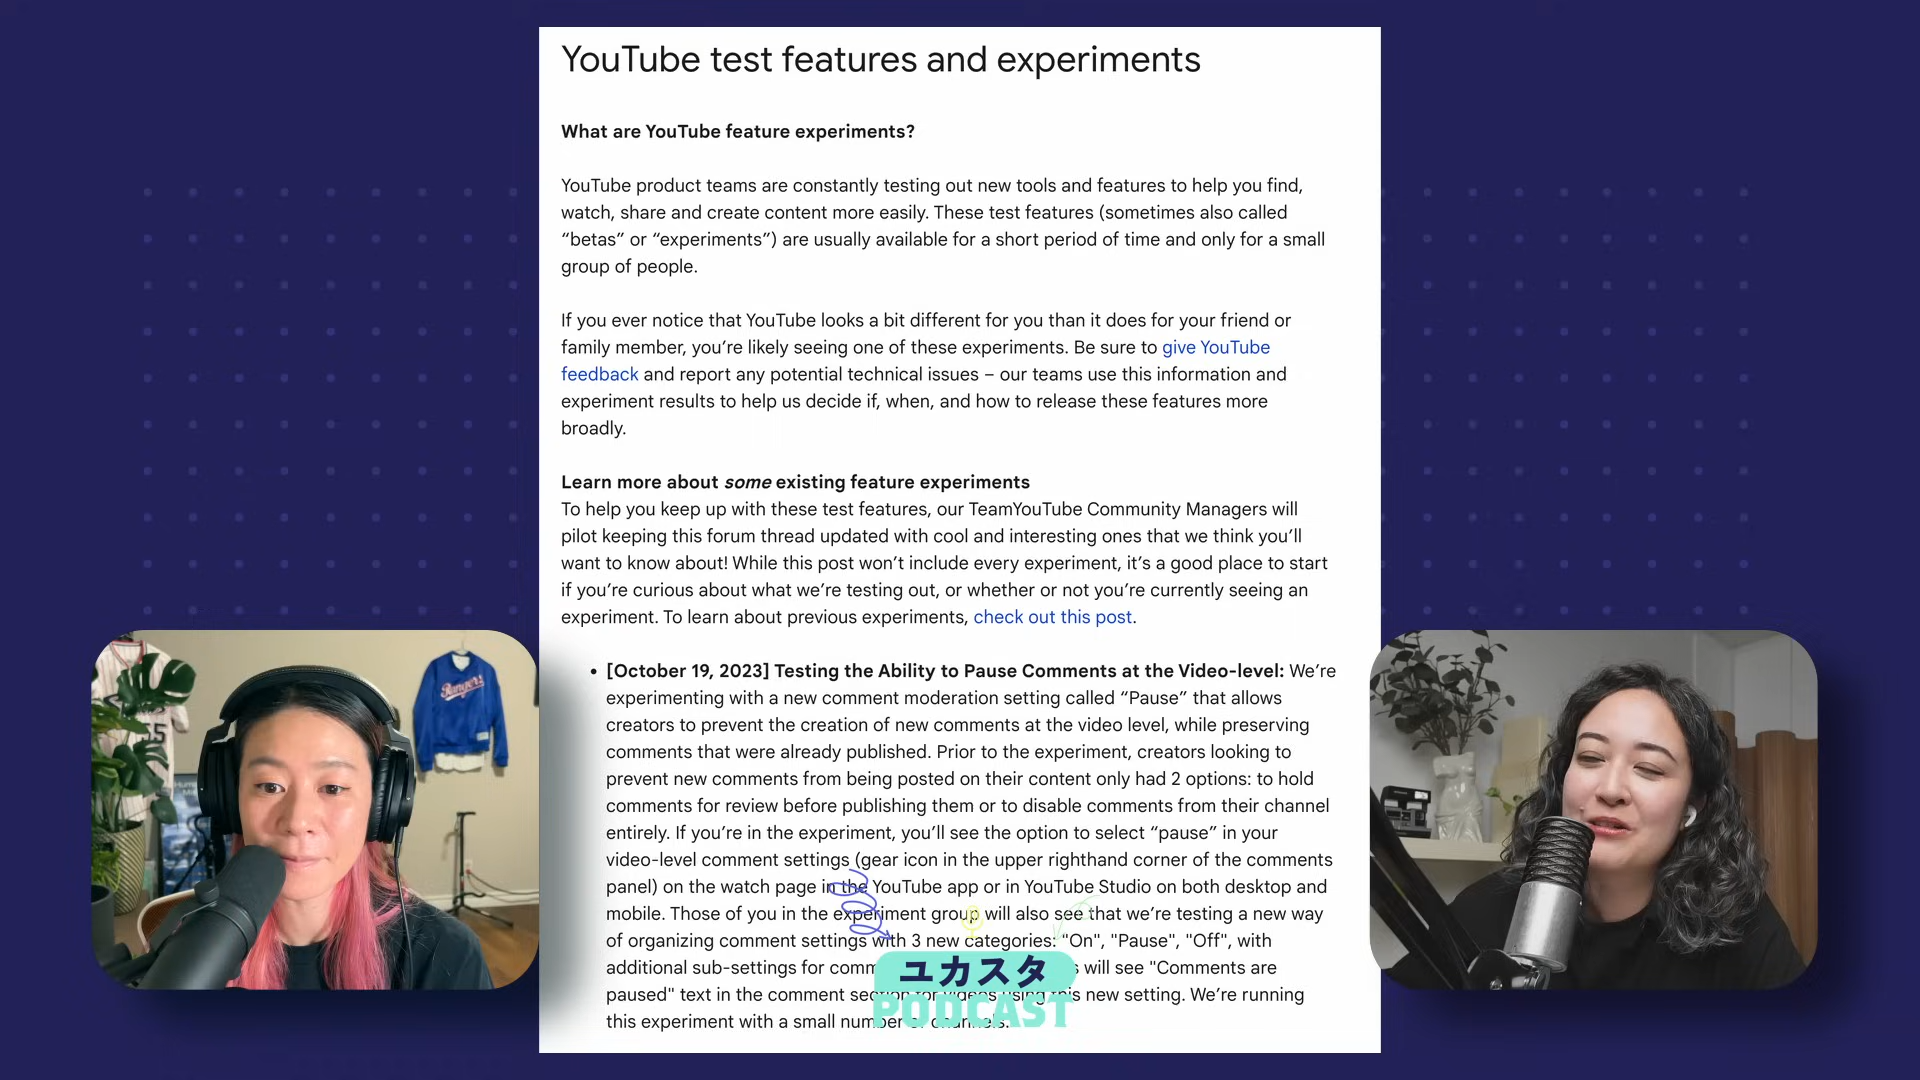 YouTube test features and experiments
What are YouTube feature experiments?
YouTube product teams are constantly testing out new tools and features to help you find,
watch, share and create content more easily. These test features (sometimes also called
“betas” or “experiments”) are usually available for a short period of time and only for a small
group of people.
If you ever notice that YouTube looks a bit different for you than it does for your friend or
family member, you’re likely seeing one of these experiments. Be sure to give YouTube
feedback and report any potential technical issues – our teams use this information and
experiment results to help us decide if, when, and how to release these features more
broadly.
Learn more about some existing feature experiments
To help you keep up with these test features, our TeamYouTube Community Managers will
pilot keeping this forum thread updated with cool and interesting ones that we think you’ll
want to know about! While this post won’t include every experiment, it’s a good place to start
if you’re curious about what we’re testing out, or whether or not you’re currently seeing an
experiment. To learn about previous experiments, check out this post.
• [October 19, 2023] Testing the Ability to Pause Comments at the Video-level: We’re
experimenting with a new comment moderation setting called “Pause” that allows
creators to prevent the creation of new comments at the video level, while preserving
comments that were already published. Prior to the experiment, creators looking to
prevent new comments from being posted on their content only had 2 options: to hold
comments for review before publishing them or to disable comments from their channel
entirely. If you’re in the experiment, you’ll see the option to select “pause” in your
video-level comment settings (gear icon in the upper righthand corner of the comments
panel) on the watch page in the YouTube app or in YouTube Studio on both desktop and
mobile. Those of you in the experiment group will also see that we’re testing a new way
of organizing comment settings with 3 new categories: "On", "Pause", "Off", with
additional sub-settings for will see "Comments are
paused" text in the comment section for videos using this new setting. We’re running
this experiment with a small number of channels.
ユカスタ
PODCAST
Rangers